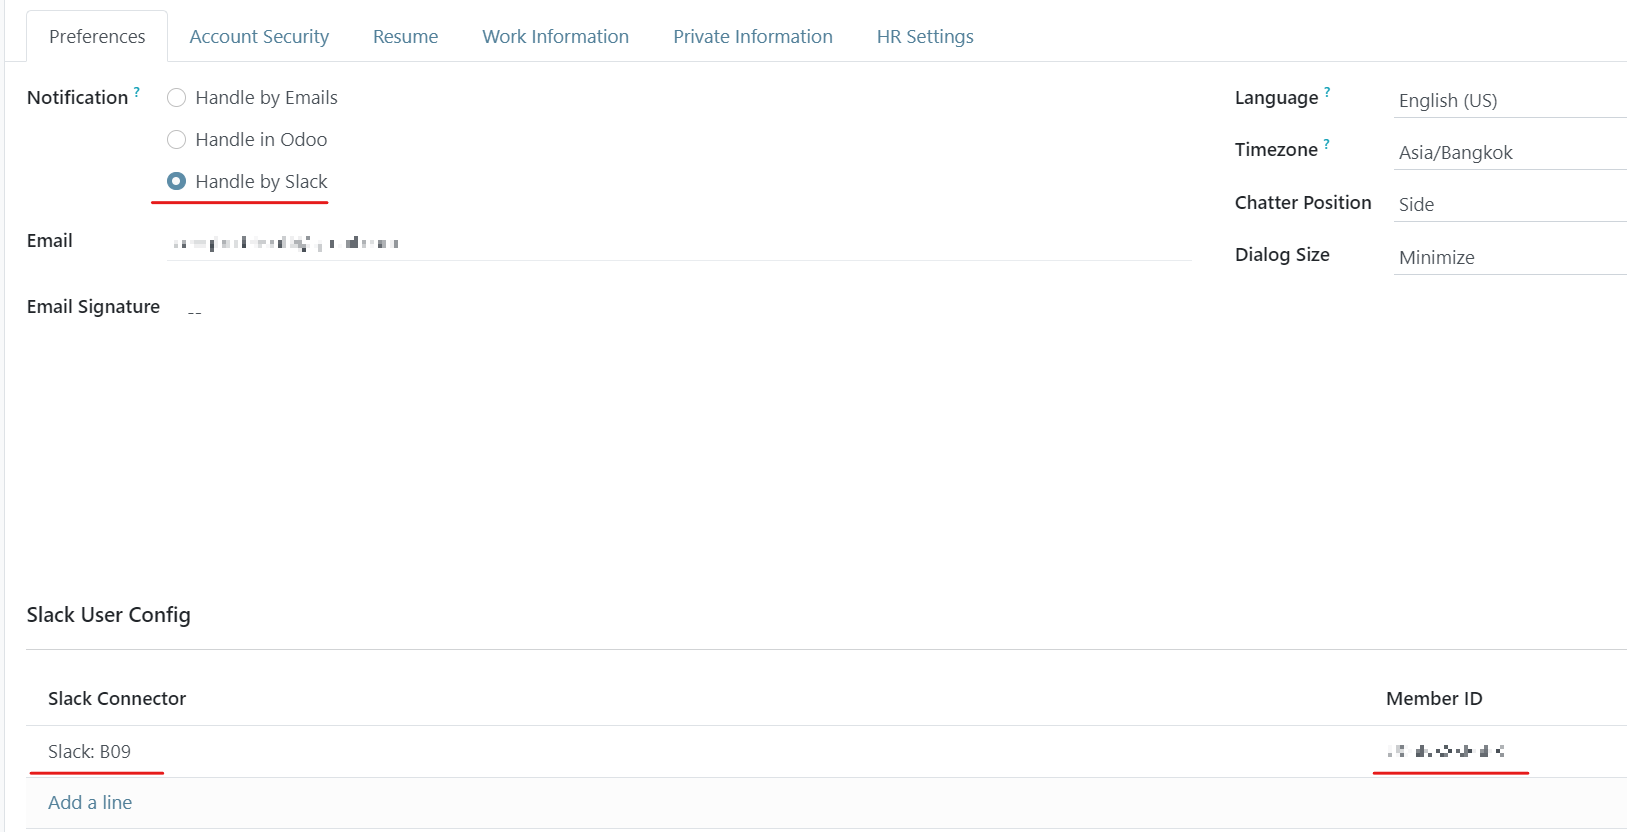 Preferences
Account Security
Resume
Work Information
Private Information
HR Settings
Notification ?
Handle by Emails
Handle in Odoo
Handle by Slack
Email
Email Signature
--
Language ?
English (US)
Timezone ?
Asia/Bangkok
Chatter Position
Side
Dialog Size
Minimize
Slack User Config
Slack Connector
Member ID
Slack: B09
Add a line